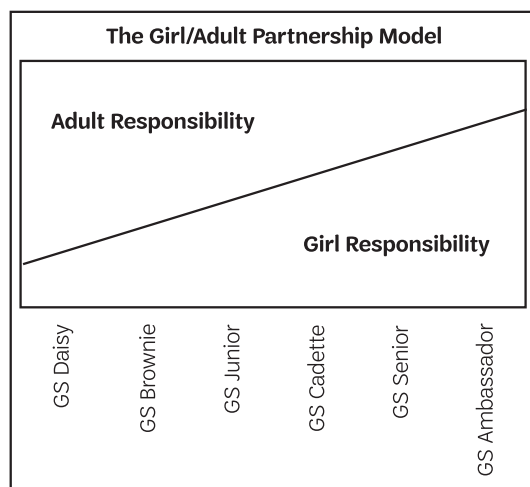 The Girl/Adult Partnership Model
Adult Responsibility
Girl Responsibility
GS Daisy
GS Brownie
GS Junior
GS Cadette
GS Senior
GS Ambassador